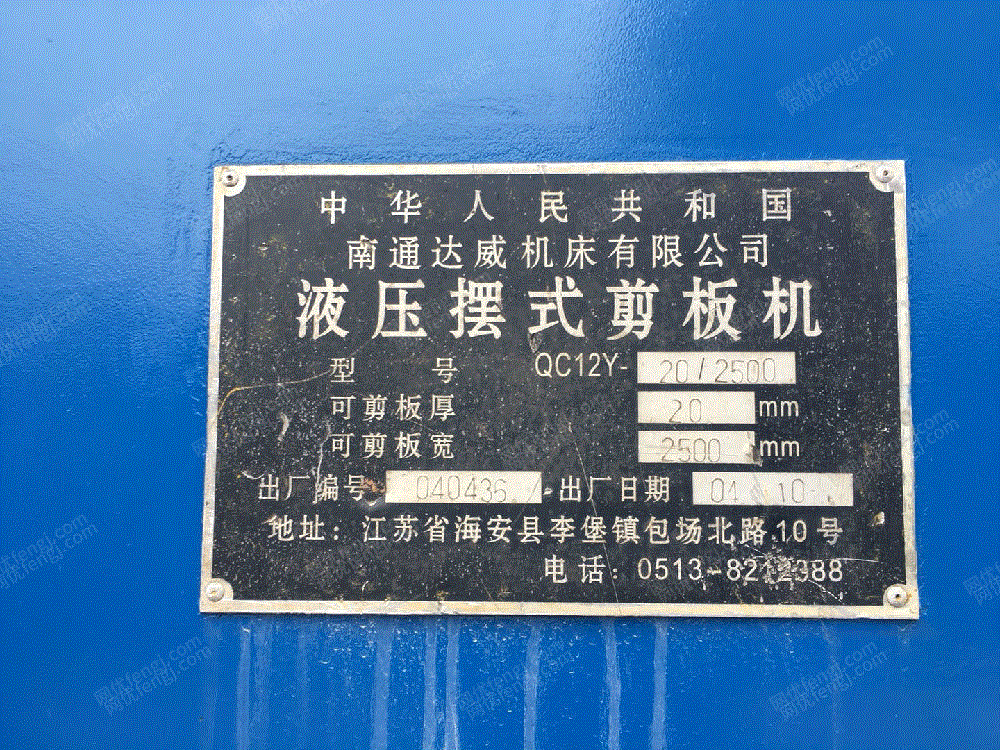 中华人民共和国
南通达威机床有限公司
液压摆式剪板机
型 号 QC12Y- 20/2500
可剪板厚 20 mm
可剪板宽 2500 mm
出厂编号 040436 出厂日期 04 10
地址：江苏省海安县李堡镇包场北路10号
电话：0513-8212388